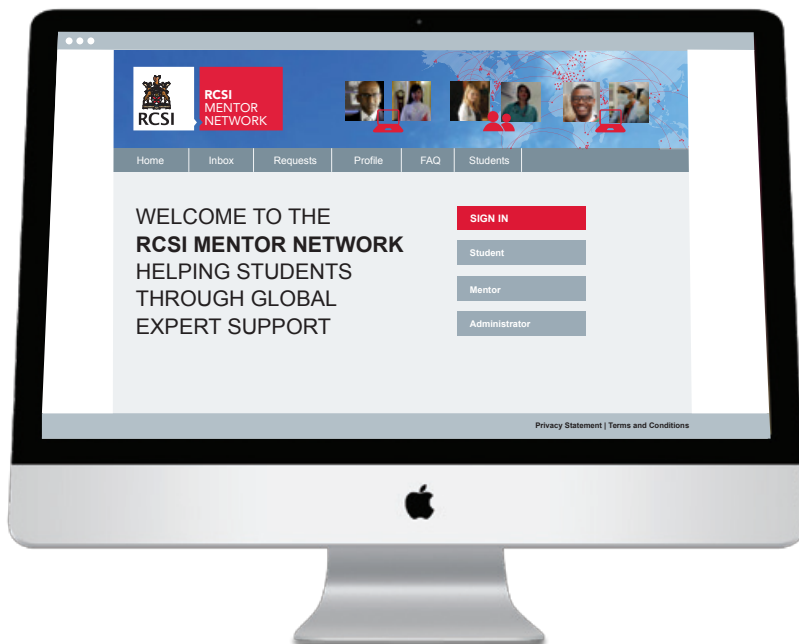 RCSI
RCSI
MENTOR
NETWORK
Home Inbox Requests Profile FAQ Students
WELCOME TO THE
RCSI MENTOR NETWORK
HELPING STUDENTS
THROUGH GLOBAL
EXPERT SUPPORT
SIGN IN
Student
Mentor
Administrator
Privacy Statement | Terms and Conditions